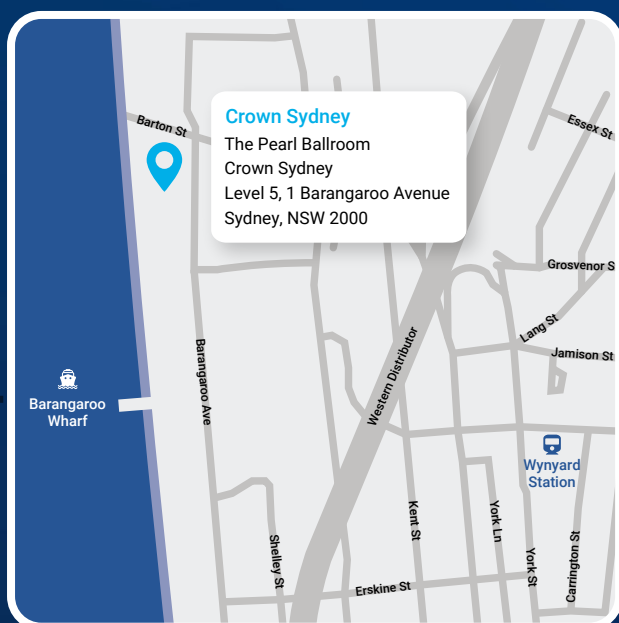 Barton St
Crown Sydney
The Pearl Ballroom
Crown Sydney
Level 5, 1 Barangaroo Avenue
Sydney, NSW 2000
Essex St
Grosvenor S
Lang St
Jamison St
Western Distributor
Barangaroo Ave
Barangaroo
Wharf
Wynyard
Station
Kent St
York Ln
York St
Carrington St
Shelley St
Erskine St